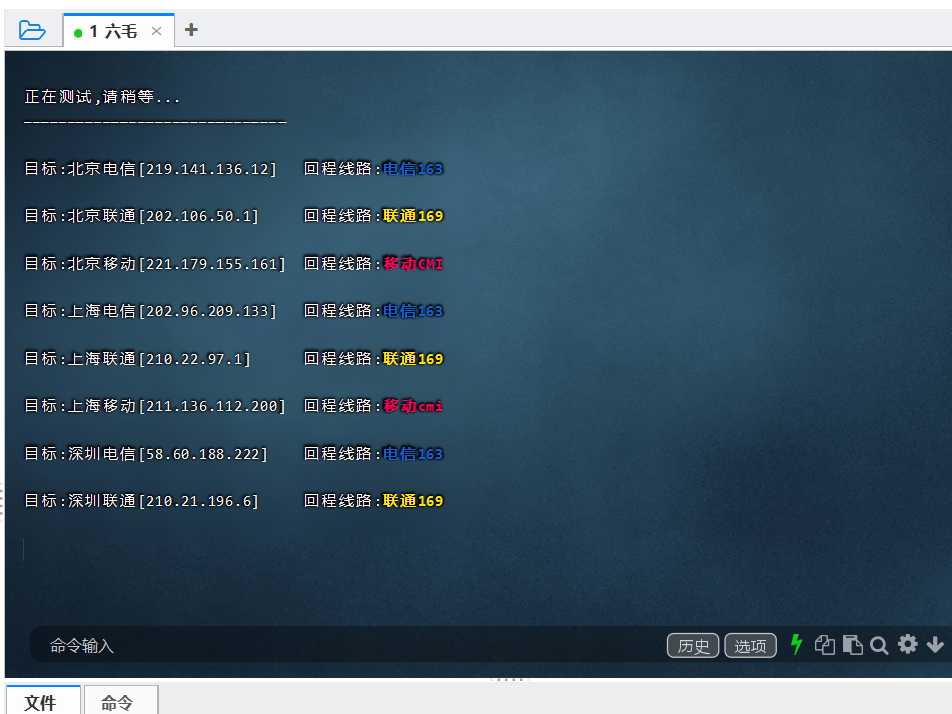 1 六毛
正在测试,请稍等...
——————————————————————————————
目标:北京电信[219.141.136.12] 回程线路:电信163
目标:北京联通[202.106.50.1] 回程线路:联通169
目标:北京移动[221.179.155.161] 回程线路:移动CMI
目标:上海电信[202.96.209.133] 回程线路:电信163
目标:上海联通[210.22.97.1] 回程线路:联通169
目标:上海移动[211.136.112.200] 回程线路:移动cmi
目标:深圳电信[58.60.188.222] 回程线路:电信163
目标:深圳联通[210.21.196.6] 回程线路:联通169
命令输入 历史 选项
文件 命令